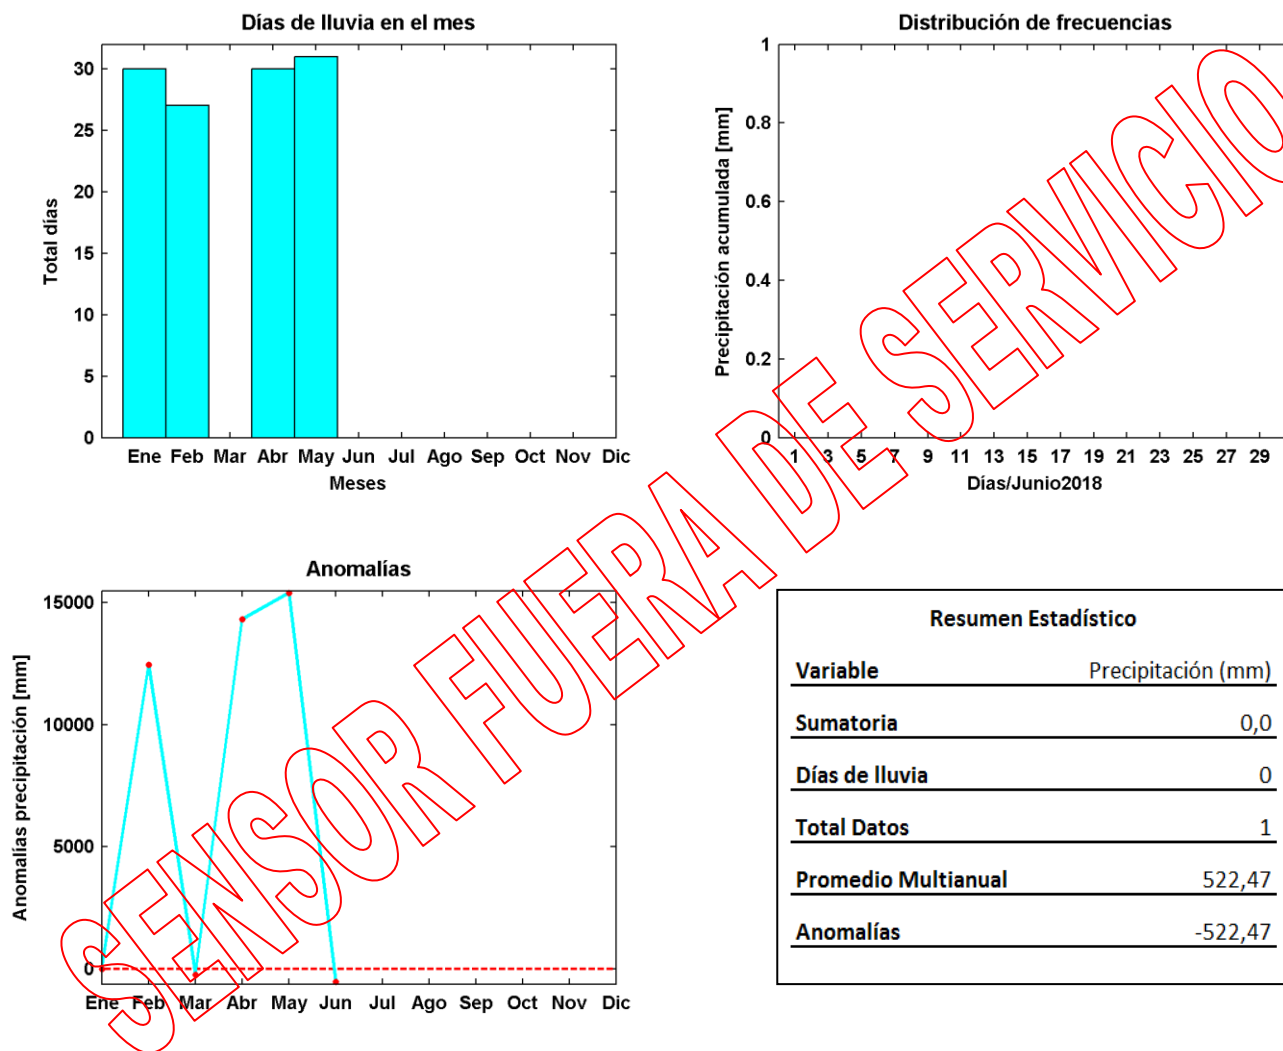 Días de lluvia en el mes
30
25
20
15
10
5
0
Total días
Ene Feb Mar Abr May Jun Jul Ago Sep Oct Nov Dic
Meses
Distribución de frecuencias
1
0.8
0.6
0.4
0.2
0
Precipitación acumulada [mm]
1 3 5 7 9 11 13 15 17 19 21 23 25 27 29
Días/Junio2018
Anomalías
15000
10000
5000
0
Anomalías precipitación [mm]
Ene Feb Mar Abr May Jun Jul Ago Sep Oct Nov Dic
Resumen Estadístico
Variable Precipitación (mm)
Sumatoria 0,0
Días de lluvia 0
Total Datos 1
Promedio Multianual 522,47
Anomalías -522,47
SENSOR FUERA DE SERVICIO